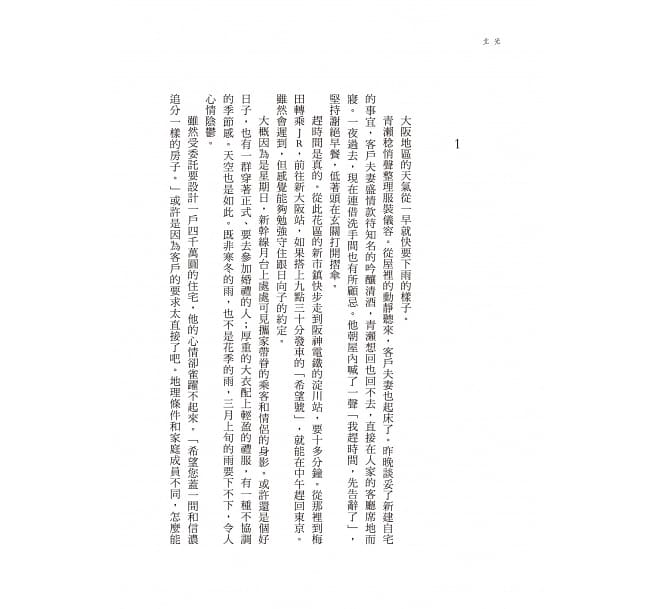 北光
1
大阪地區的天氣從一早就快要下雨的樣子。
青瀨稔悄聲整理服裝儀容。從屋裡的動靜聽來，客戶夫妻也起床了。昨晚談妥了新建自宅
的事宜，客戶夫妻盛情款待知名的吟釀清酒，青瀨想回也回不去，直接在人家的客廳席地而
寢。一夜過去，現在連借洗手間也有所顧忌。他朝屋內喊了一聲「我趕時間，先告辭了」，
堅持謝絕早餐，低著頭在玄關打開摺傘。
趕時間是真的。從此花區的新市鎮快步走到阪神電鐵的淀川站，要十多分鐘。從那裡到梅
田轉乘JR，前往新大阪站，如果搭上九點三十分發車的「希望號」，就能在中午趕回東京。
雖然會遲到，但感覺能夠勉強守住跟日向子的約定。
大概因為是星期日，新幹線月台上處處可見攜家帶眷的乘客和情侶的身影。或許還是個好
日子，也有一群穿著正式、要去參加婚禮的人；厚重的大衣配上輕盈的禮服，有一種不協調
的季節感。天空也是如此。既非寒冬的雨，也不是花季的雨，三月上旬的雨要下不下，令人
心情陰鬱。
雖然受委託要設計一戶四千萬圓的住宅，他的心情卻雀躍不起來。「希望您蓋一間和信濃
追分一樣的房子。」或許是因為客戶的要求太直接了吧。地理條件和家庭成員不同，怎麼能